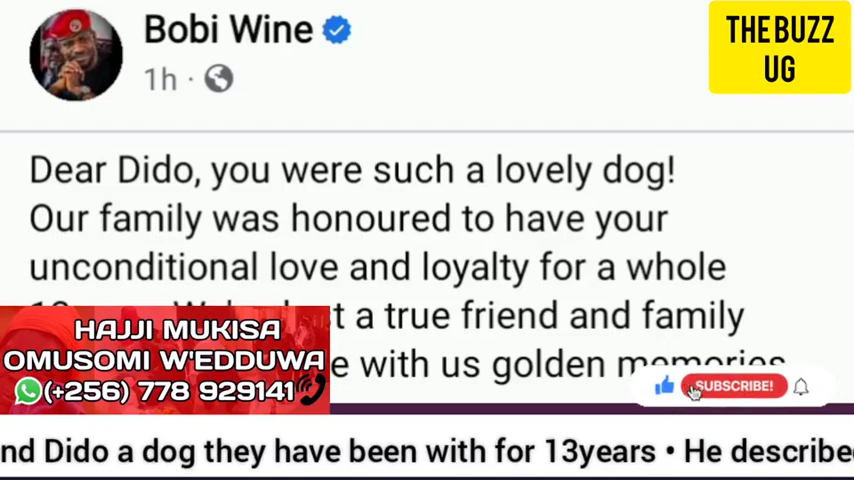 Bobi Wine
1h ·
THE BUZZ
UG
Dear Dido, you were such a lovely dog!
Our family was honoured to have your
unconditional love and loyalty for a whole
a true friend and family
with us golden memories
HAJJI MUKISA
OMUSOMI W'EDDUWA
(+256) 778 929141
SUBSCRIBE!
Dido a dog they have been with for 13years • He